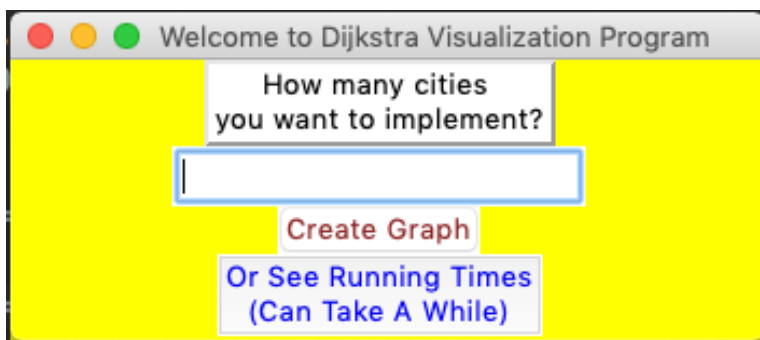 Welcome to Dijkstra Visualization Program
How many cities
you want to implement?
Create Graph
Or See Running Times
(Can Take A While)